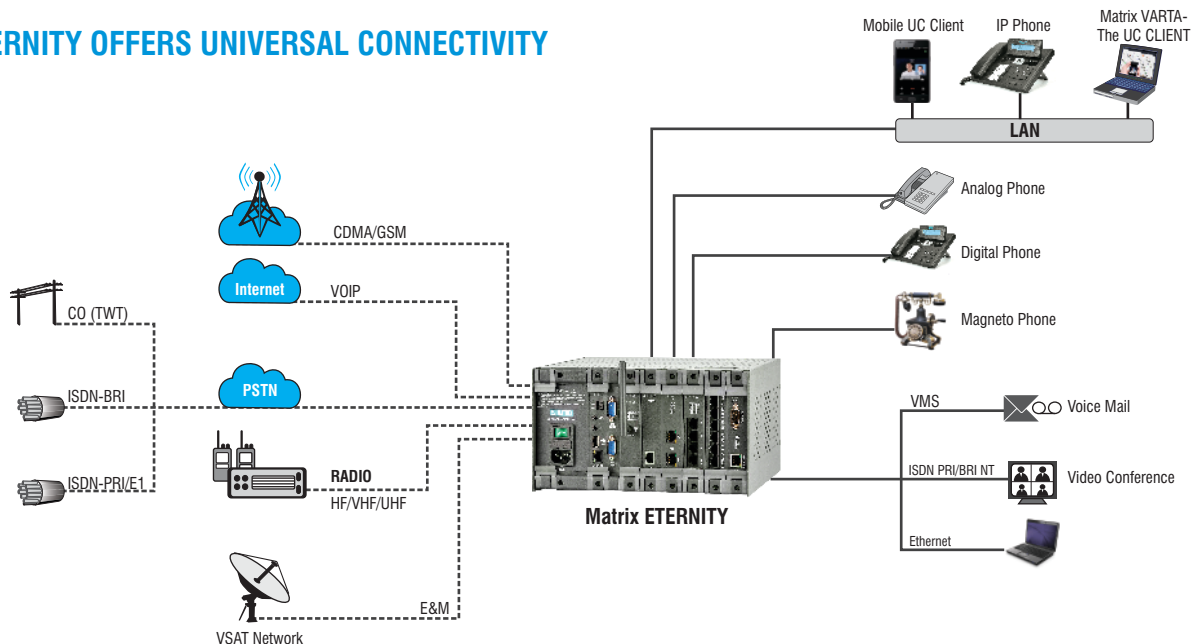 ERNITY OFFERS UNIVERSAL CONNECTIVITY
Mobile UC Client
IP Phone
Matrix VARTA-
The UC CLIENT
LAN
Analog Phone
Digital Phone
Magneto Phone
CDMA/GSM
Internet
VOIP
CO (TWT)
ISDN-BRI
PSTN
ISDN-PRI/E1
RADIO
HF/VHF/UHF
E&M
VSAT Network
Matrix ETERNITY
VMS
Voice Mail
ISDN PRI/BRI NT
Video Conference
Ethernet